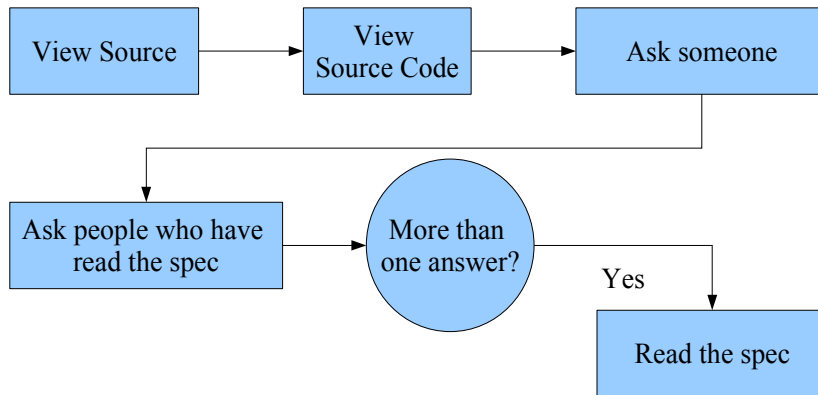 View Source
View
Source Code
Ask someone
Ask people who have
read the spec
More than
one answer?
Yes
Read the spec